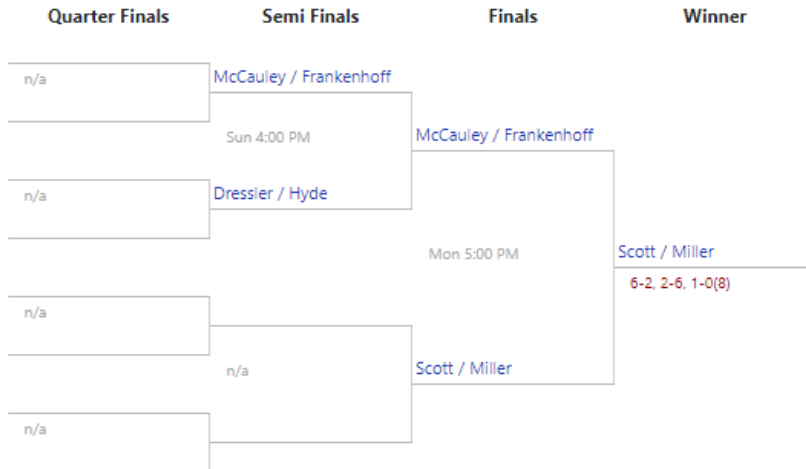 Quarter Finals Semi Finals Finals Winner
n/a
McCauley / Frankenhoff
Sun 4:00 PM
McCauley / Frankenhoff
n/a
Dressler / Hyde
Mon 5:00 PM
Scott / Miller
6-2, 2-6, 1-0(8)
n/a
n/a
Scott / Miller
n/a